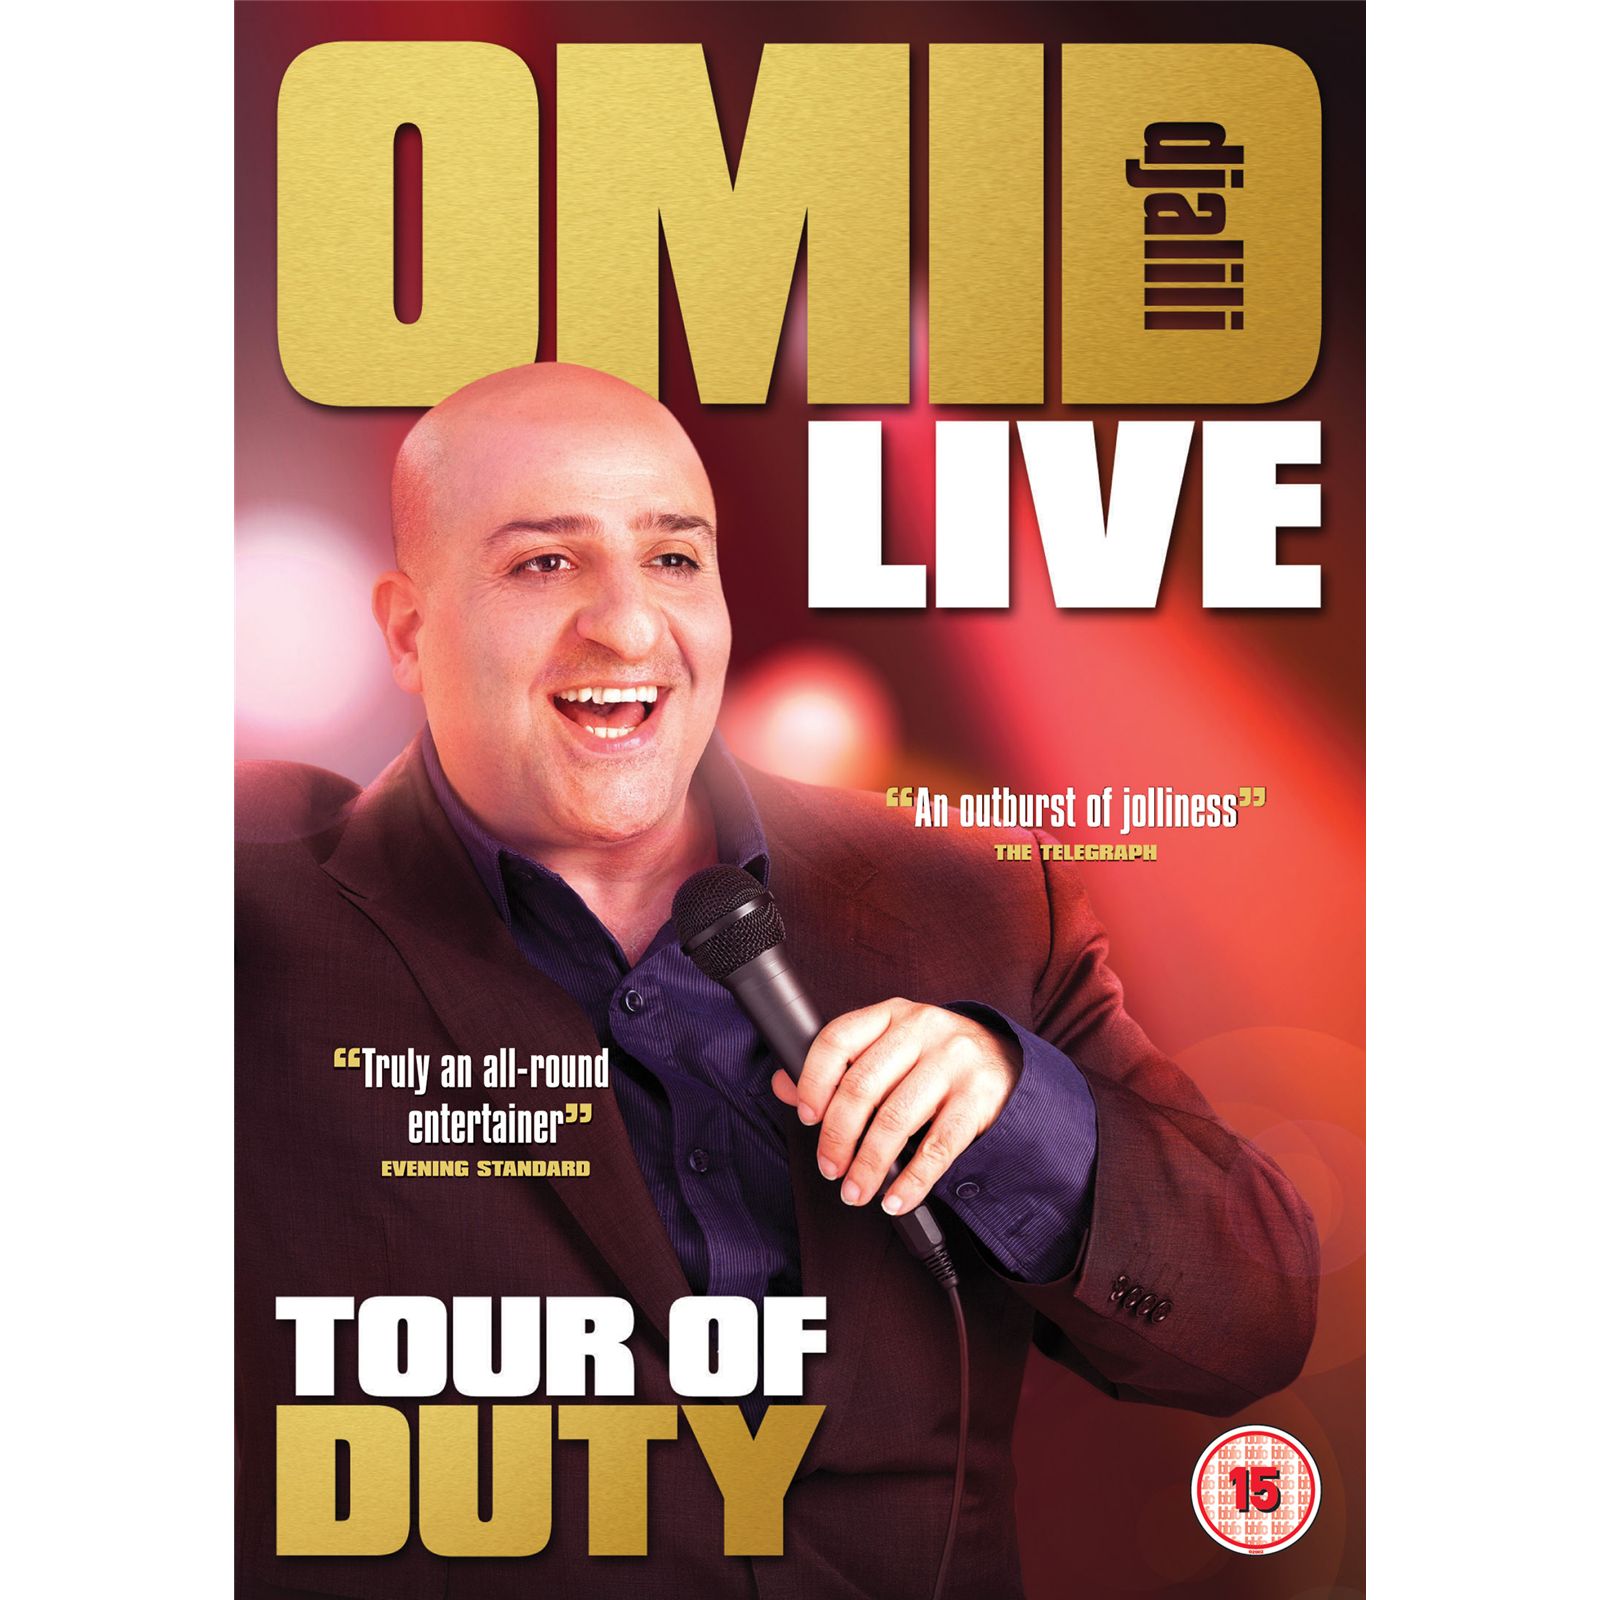 OMID
djalili
LIVE
“An outburst of jolliness”
THE TELEGRAPH
“Truly an all-round
entertainer”
EVENING STANDARD
TOUR OF
DUTY
15